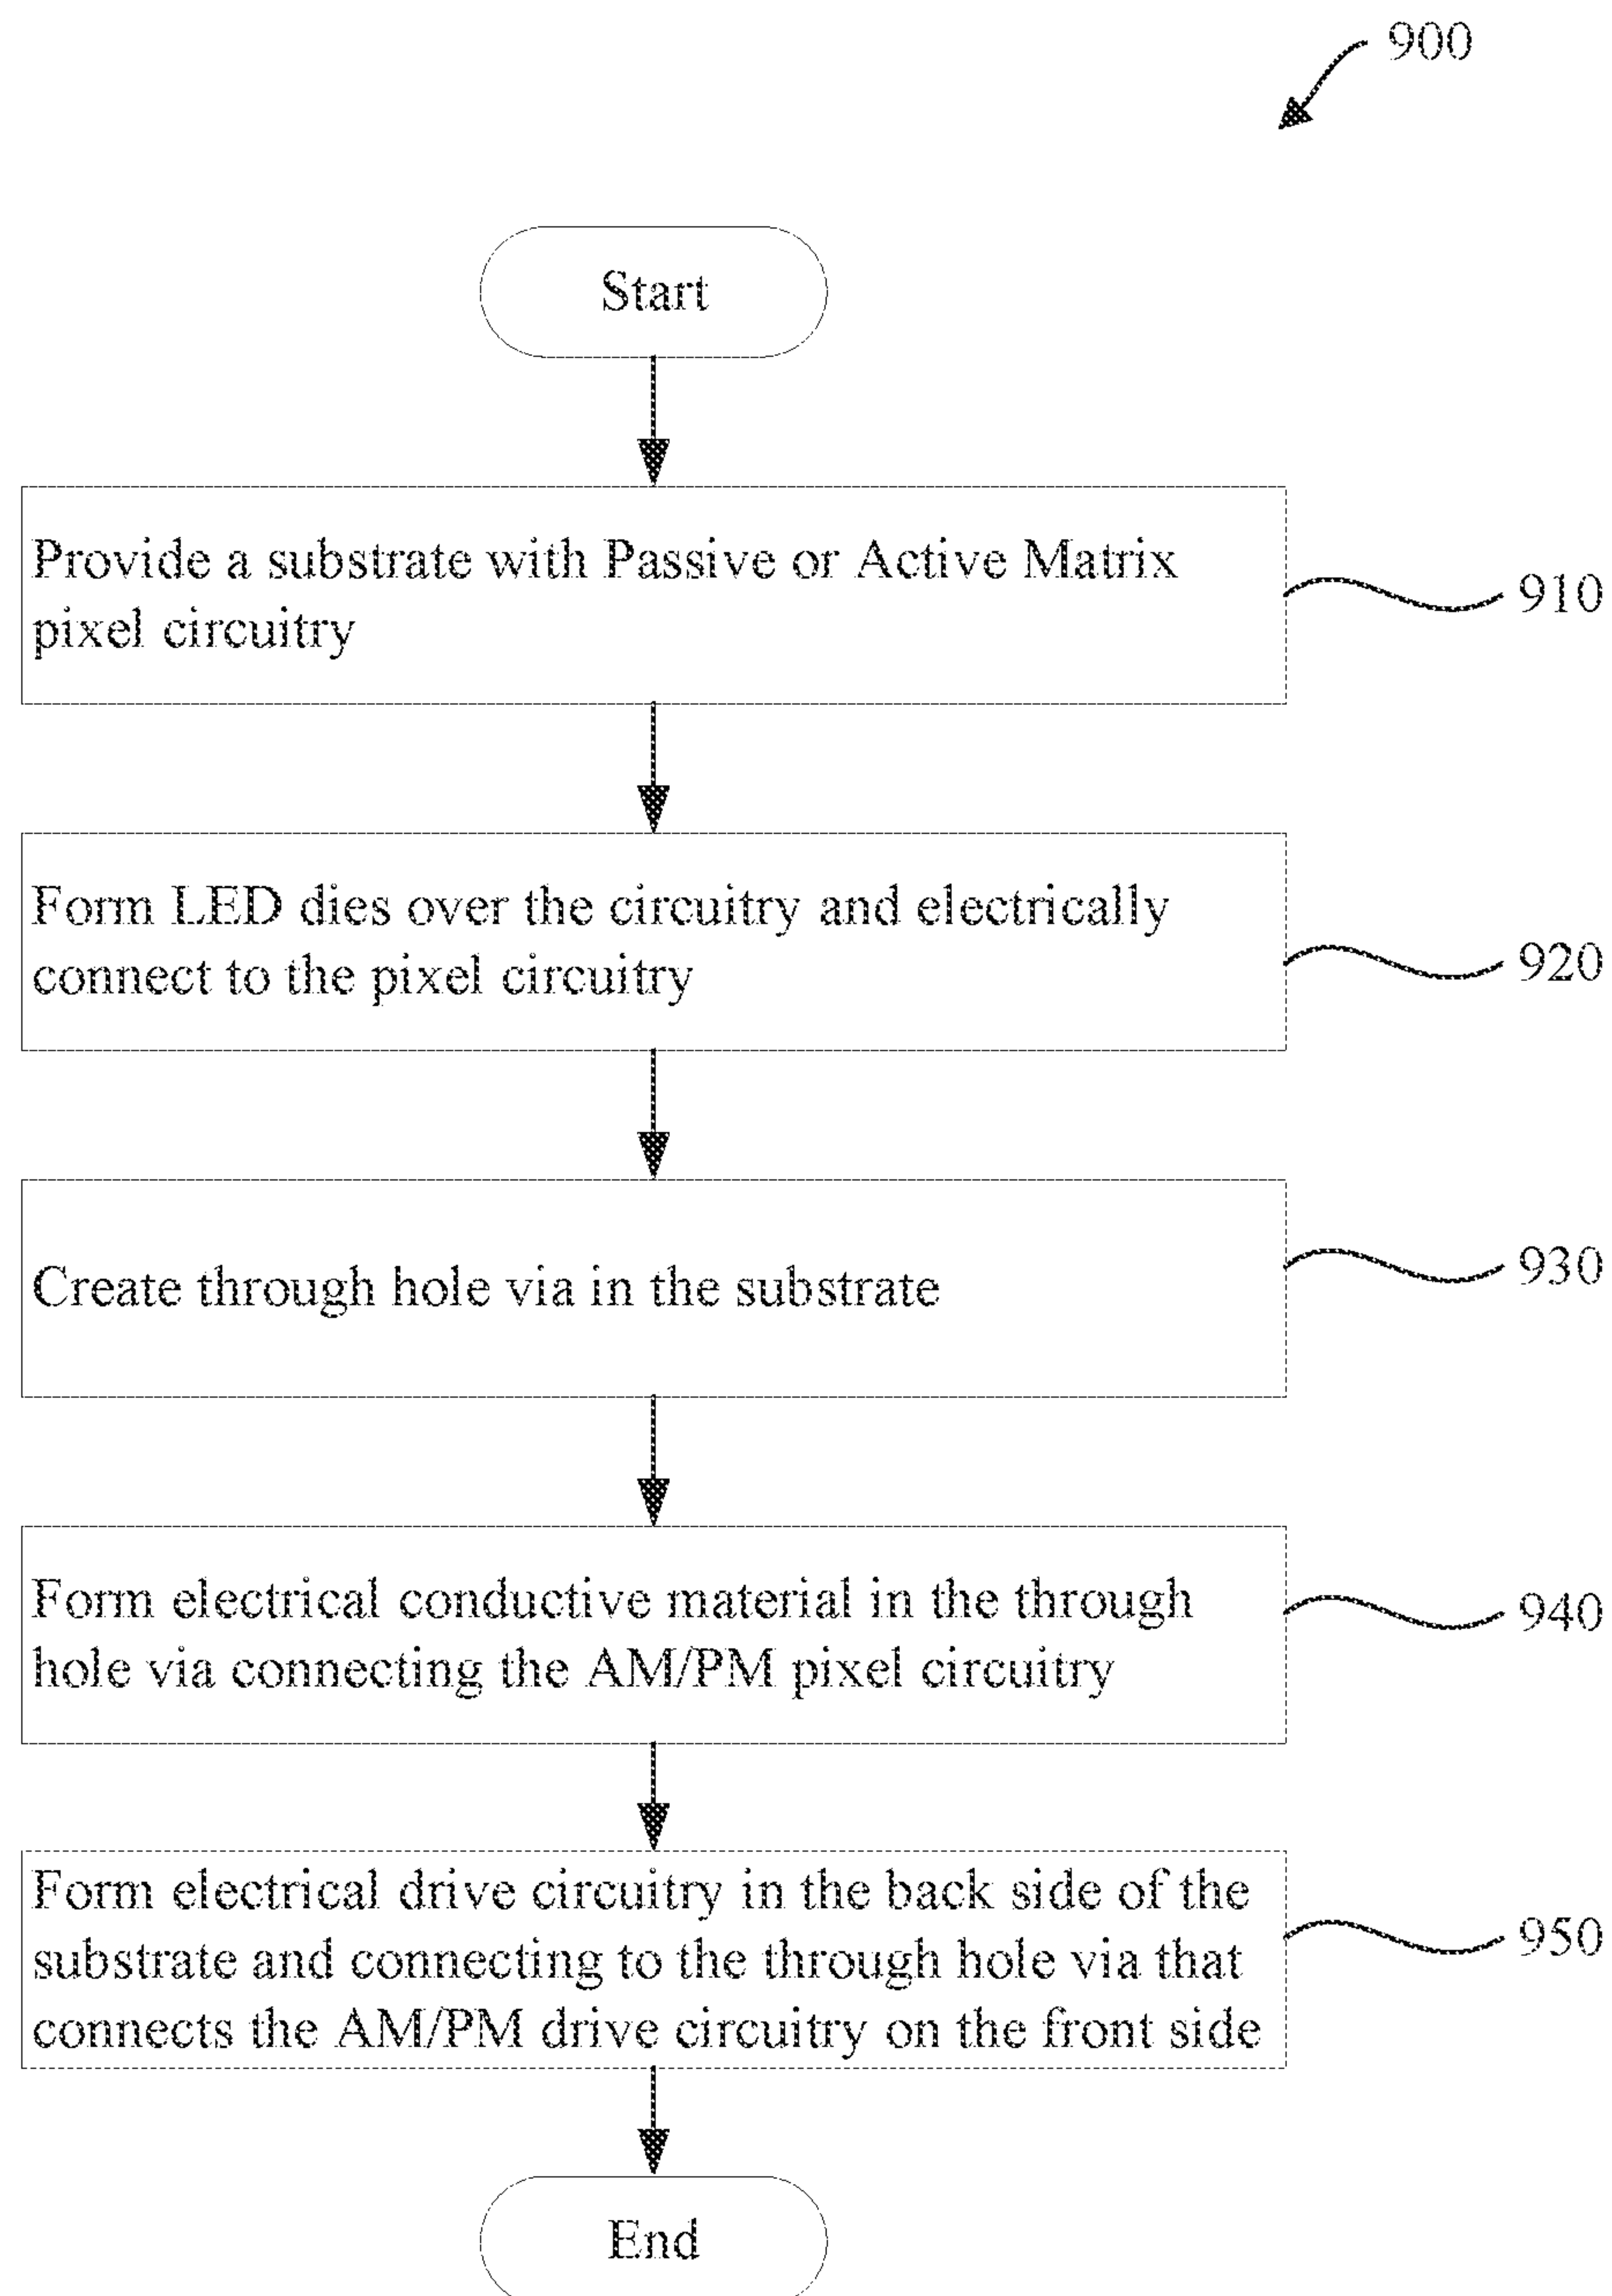 900
Start
Provide a substrate with Passive or Active Matrix
pixel circuitry
910
Form LED dies over the circuitry and electrically
connect to the pixel circuitry
920
Create through hole via in the substrate
930
Form electrical conductive material in the through
hole via connecting the AM/PM pixel circuitry
940
Form electrical drive circuitry in the back side of the
substrate and connecting to the through hole via that
connects the AM/PM drive circuitry on the front side
950
End